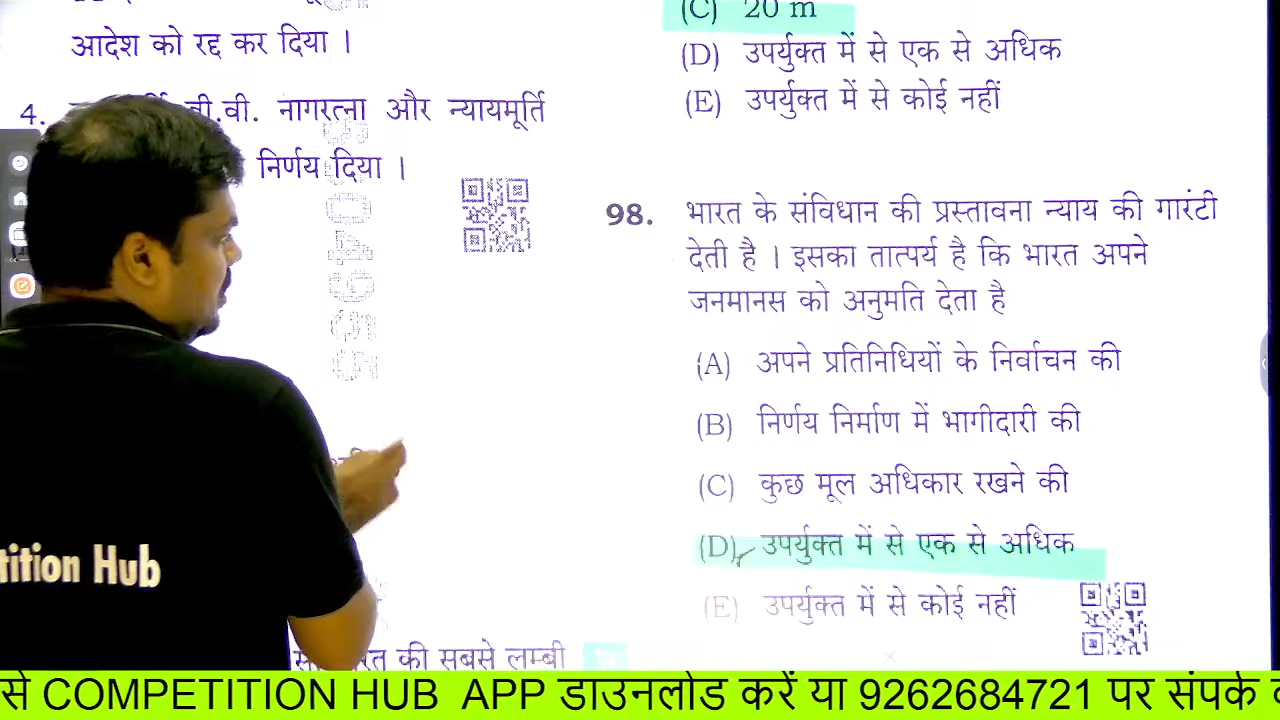 आदेश को रद्द कर दिया ।
4. वी.वी. नागरत्ना और न्यायमूर्ति
निर्णय दिया ।
भारत की सबसे लम्बी
(C) 20 m
(D) उपर्युक्त में से एक से अधिक
(E) उपर्युक्त में से कोई नहीं
98. भारत के संविधान की प्रस्तावना न्याय की गारंटी
देती है । इसका तात्पर्य है कि भारत अपने
जनमानस को अनुमति देता है
(A) अपने प्रतिनिधियों के निर्वाचन की
(B) निर्णय निर्माण में भागीदारी की
(C) कुछ मूल अधिकार रखने की
(D) उपर्युक्त में से एक से अधिक
(E) उपर्युक्त में से कोई नहीं
tition Hub
से COMPETITION HUB APP डाउनलोड करें या 9262684721 पर संपर्क